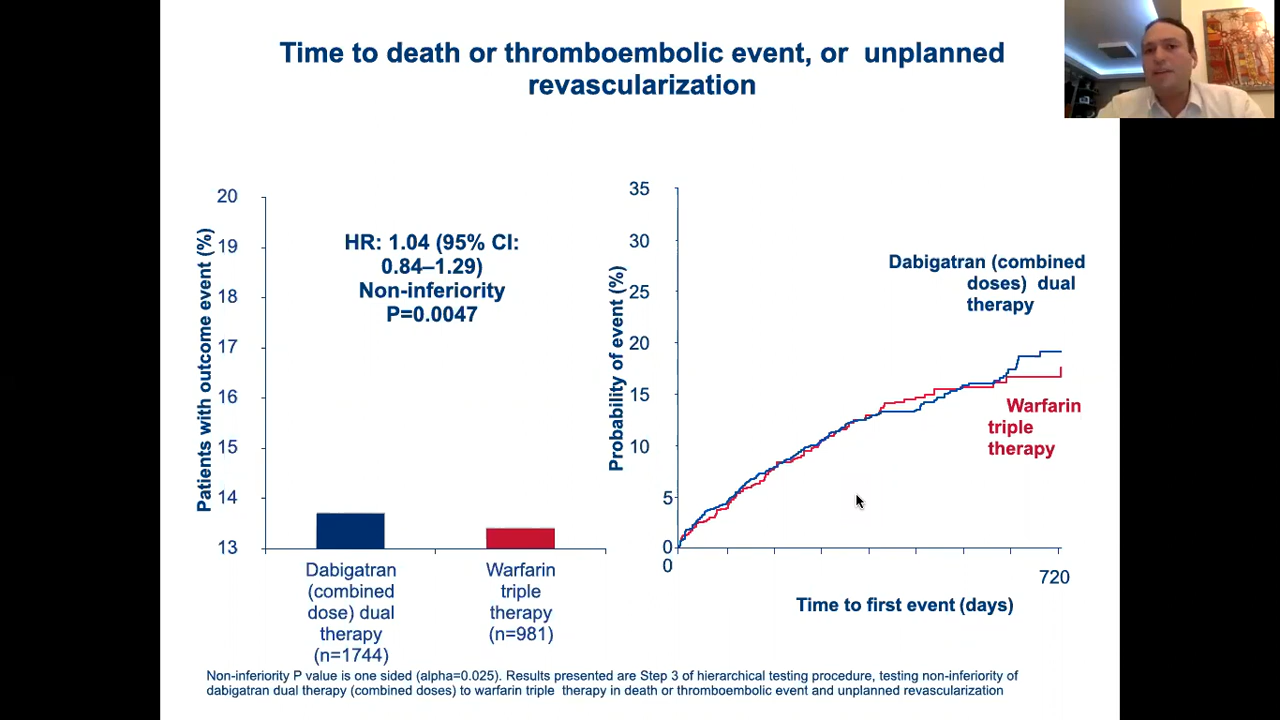 Time to death or thromboembolic event, or unplanned
revascularization
Patients with outcome event (%)
20
19
18
17
16
15
14
13
HR: 1.04 (95% CI:
0.84–1.29)
Non-inferiority
P=0.0047
Dabigatran
(combined
dose) dual
therapy
(n=1744)
Warfarin
triple
therapy
(n=981)
Probability of event (%)
35
30
25
20
15
10
5
0
0
720
Time to first event (days)
Dabigatran (combined
doses) dual
therapy
Warfarin
triple
therapy
Non-inferiority P value is one sided (alpha=0.025). Results presented are Step 3 of hierarchical testing procedure, testing non-inferiority of
dabigatran dual therapy (combined doses) to warfarin triple therapy in death or thromboembolic event and unplanned revascularization